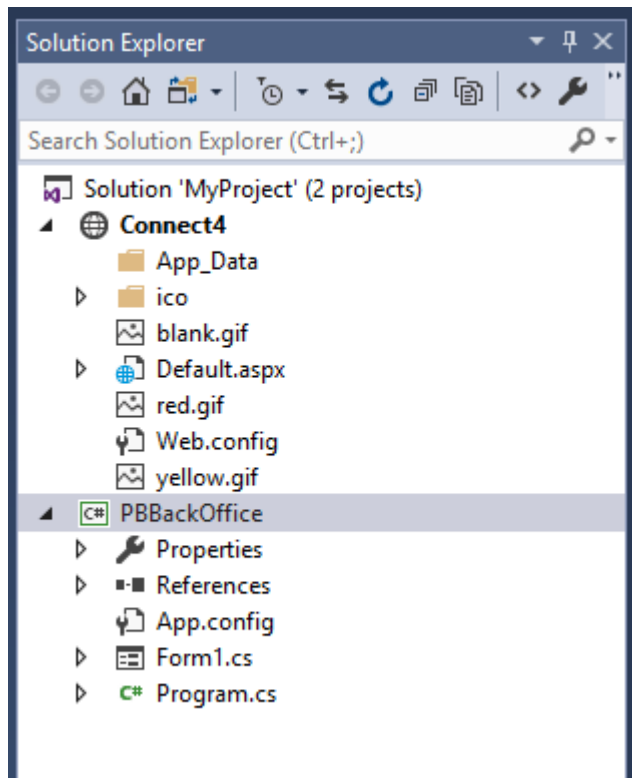 Solution Explorer
Search Solution Explorer (Ctrl+;)
Solution 'MyProject' (2 projects)
Connect4
App_Data
ico
blank.gif
Default.aspx
red.gif
Web.config
yellow.gif
C# PBBackOffice
Properties
References
App.config
Form1.cs
C# Program.cs